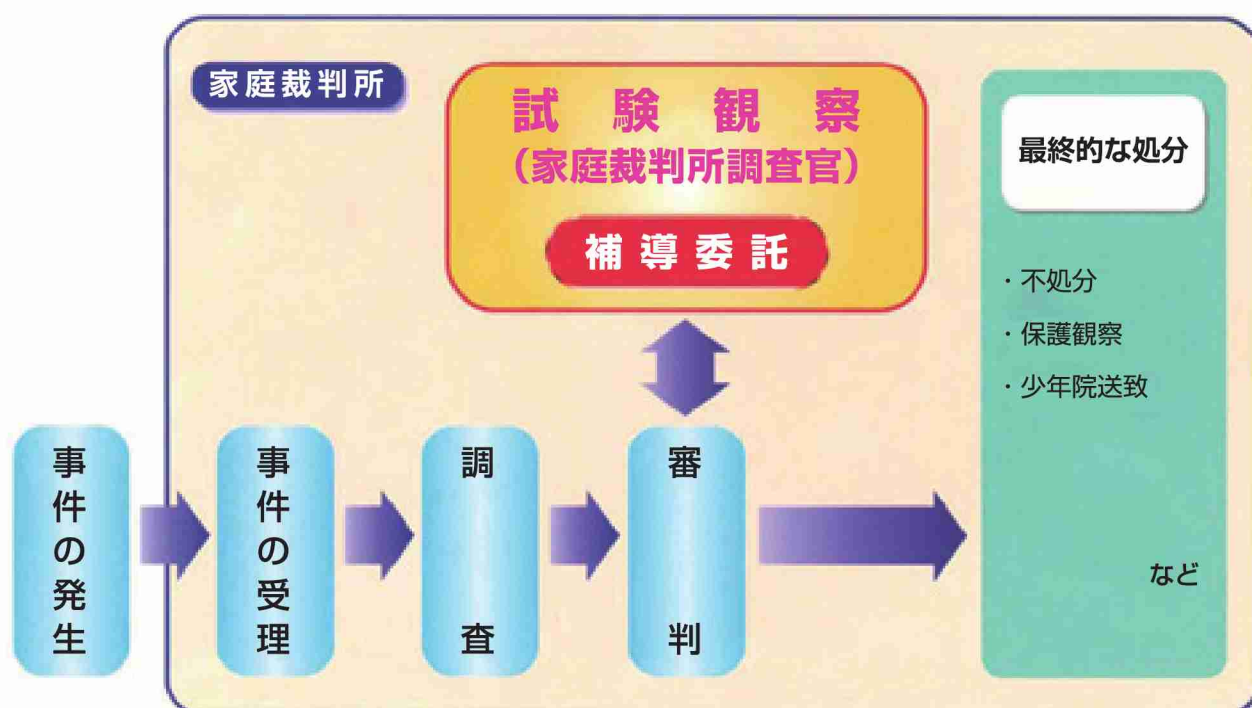 家庭裁判所
試験観察
（家庭裁判所調査官）
補導委託
最終的な処分
・不処分
・保護観察
・少年院送致
など
事件の発生
事件の受理
調査
審判